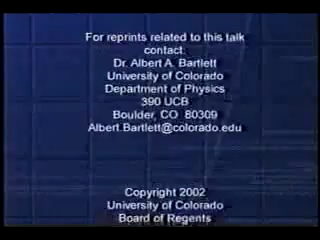 For reprints related to this talk
contact:
Dr. Albert A. Bartlett
University of Colorado
Department of Physics
390 UCB
Boulder, CO 80309
Albert.Bartlett@colorado.edu
Copyright 2002
University of Colorado
Board of Regents